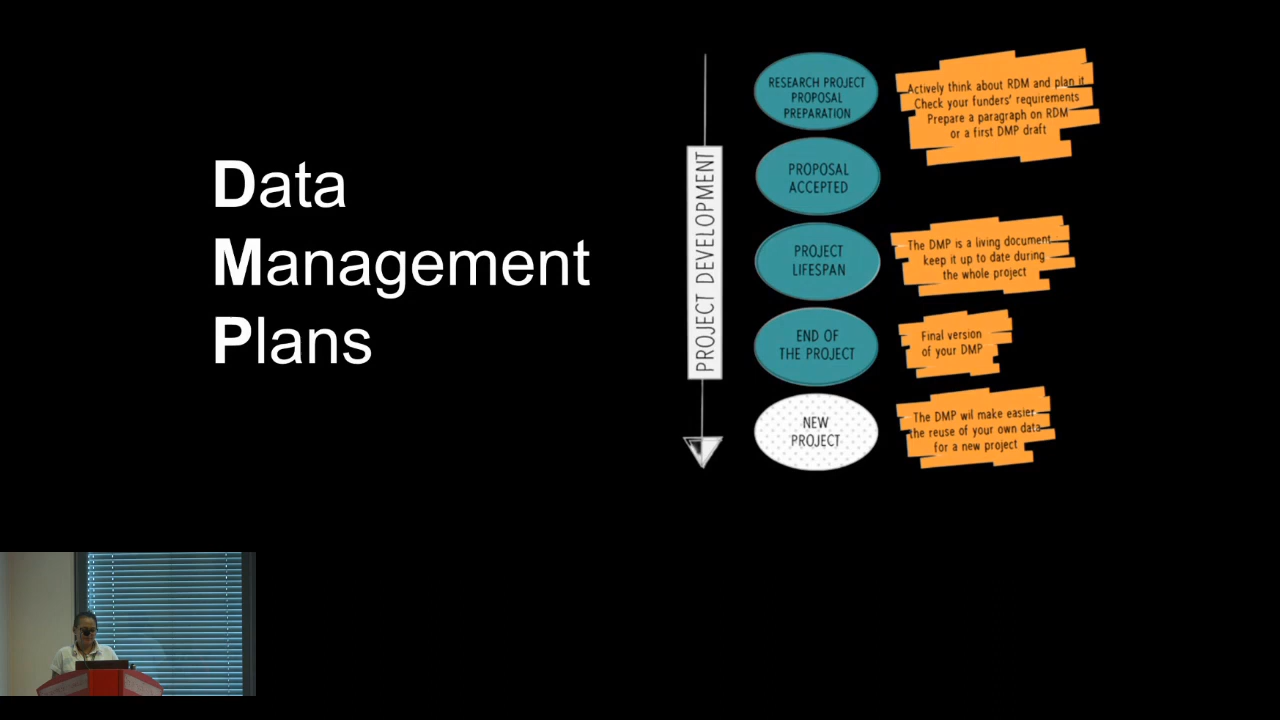 Data
Management
Plans
PROJECT DEVELOPMENT
RESEARCH PROJECT
PROPOSAL
PREPARATION
Actively think about RDM and plan it
Check your funders' requirements
Prepare a paragraph on RDM
or a first DMP draft
PROPOSAL
ACCEPTED
PROJECT
LIFESPAN
The DMP is a living document
keep it up to date during
the whole project
END OF
THE PROJECT
Final version
of your DMP
NEW
PROJECT
The DMP wil make easier
the reuse of your own data
for a new project